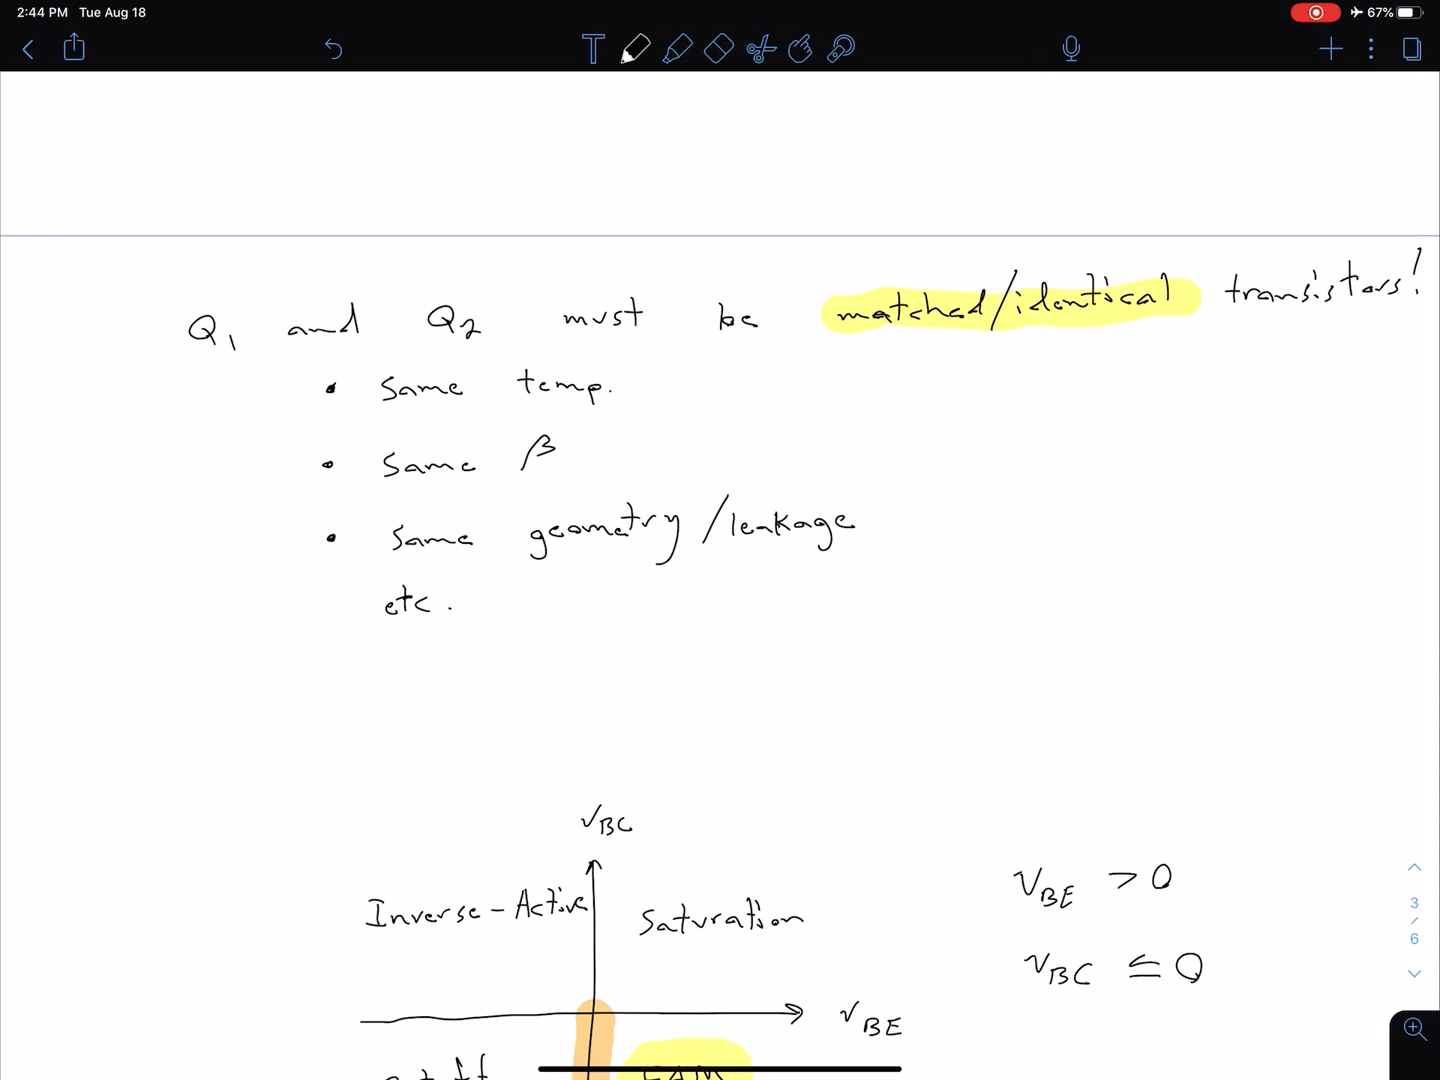 2:44 PM Tue Aug 18
67%
Q1 and Q2 must be matched/identical transistors!
• same temp.
• same β
• same geometry/leakage
etc.
VBC
Inverse-Active
Saturation
VBE > 0
VBC ≤ 0
VBE
3
/
6